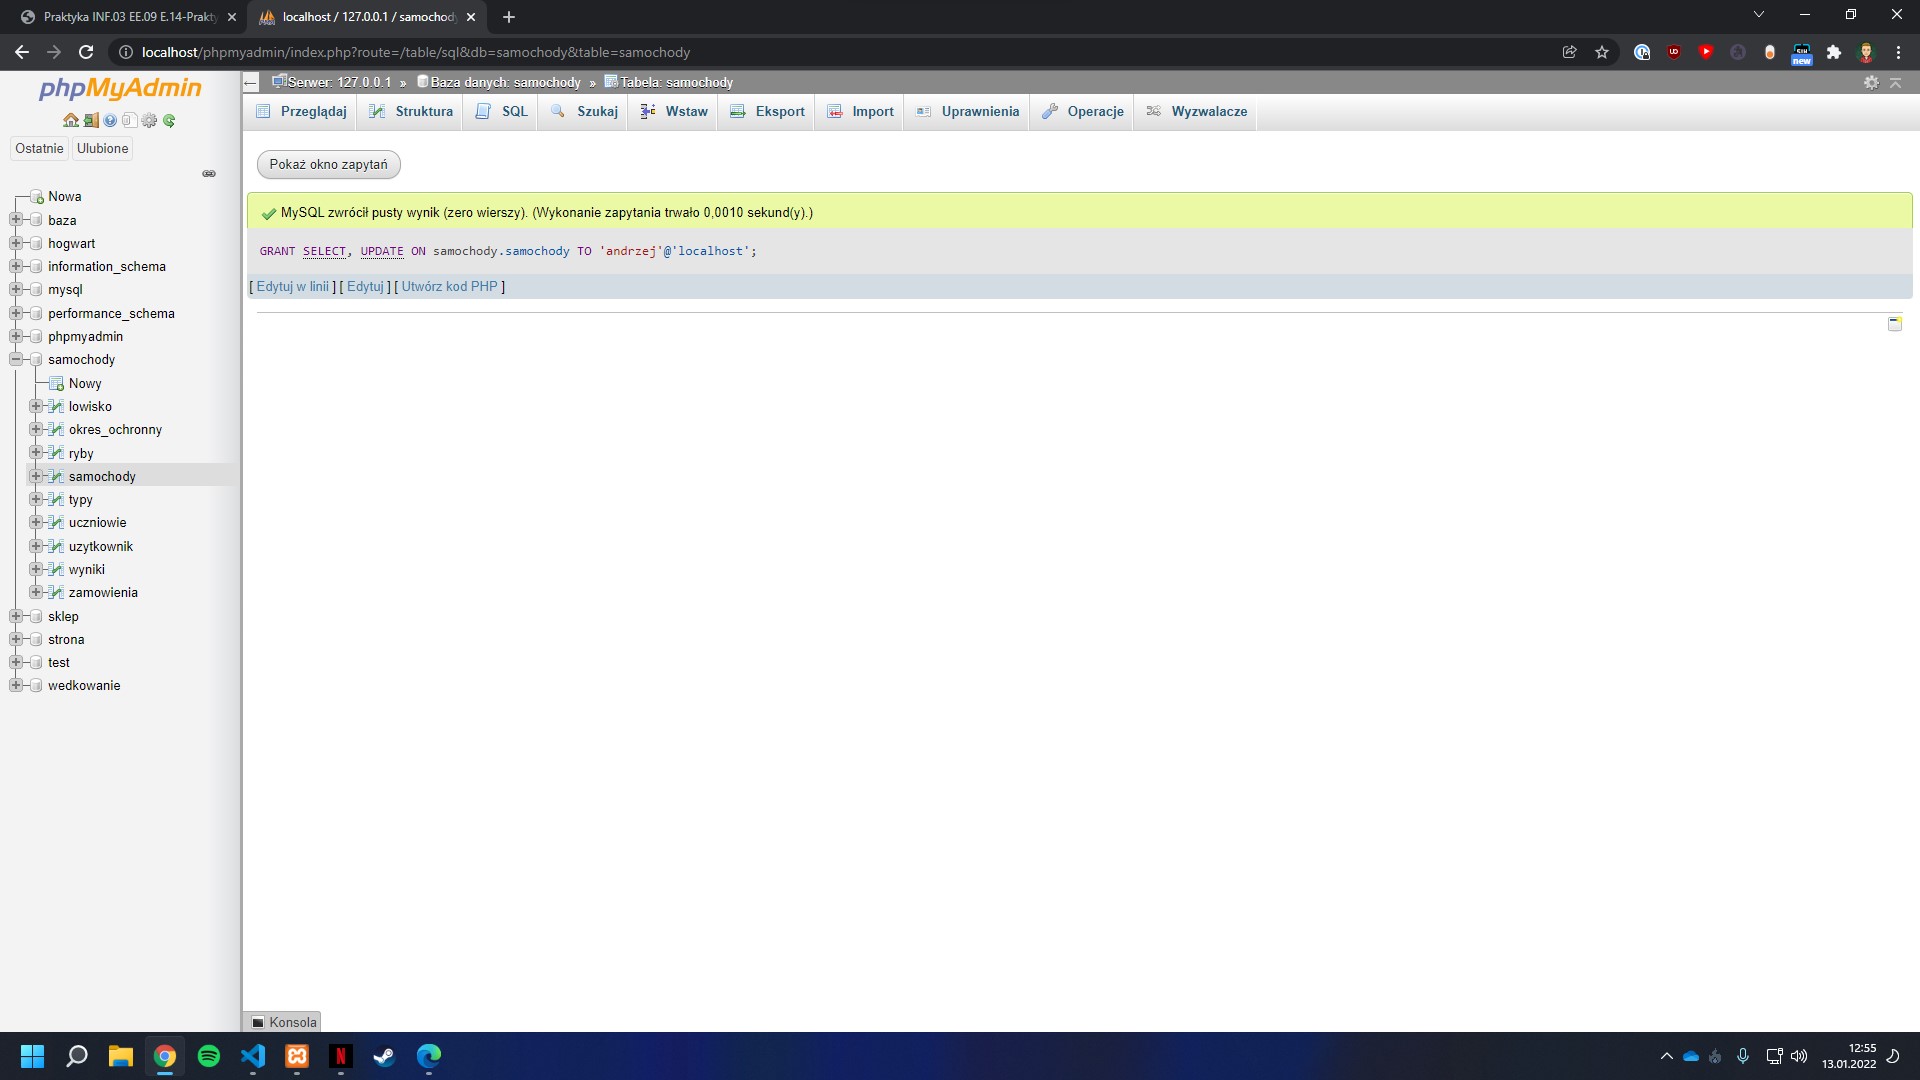 Praktyka INF.03 EE.09 E.14-Prakty
localhost / 127.0.0.1 / samochody
localhost/phpmyadmin/index.php?route=/table/sql&db=samochody&table=samochody
new
phpMyAdmin
Ostatnie
Ulubione
Nowa
baza
hogwart
information_schema
mysql
performance_schema
phpmyadmin
samochody
Nowy
lowisko
okres_ochronny
ryby
samochody
typy
uczniowie
uzytkownik
wyniki
zamowienia
sklep
strona
test
wedkowanie
Serwer: 127.0.0.1 » Baza danych: samochody » Tabela: samochody
Przeglądaj
Struktura
SQL
Szukaj
Wstaw
Eksport
Import
Uprawnienia
Operacje
Wyzwalacze
Pokaż okno zapytań
MySQL zwrócił pusty wynik (zero wierszy). (Wykonanie zapytania trwało 0,0010 sekund(y).)
GRANT SELECT, UPDATE ON samochody.samochody TO 'andrzej'@'localhost';
[ Edytuj w linii ] [ Edytuj ] [ Utwórz kod PHP ]
Konsola
12:55
13.01.2022